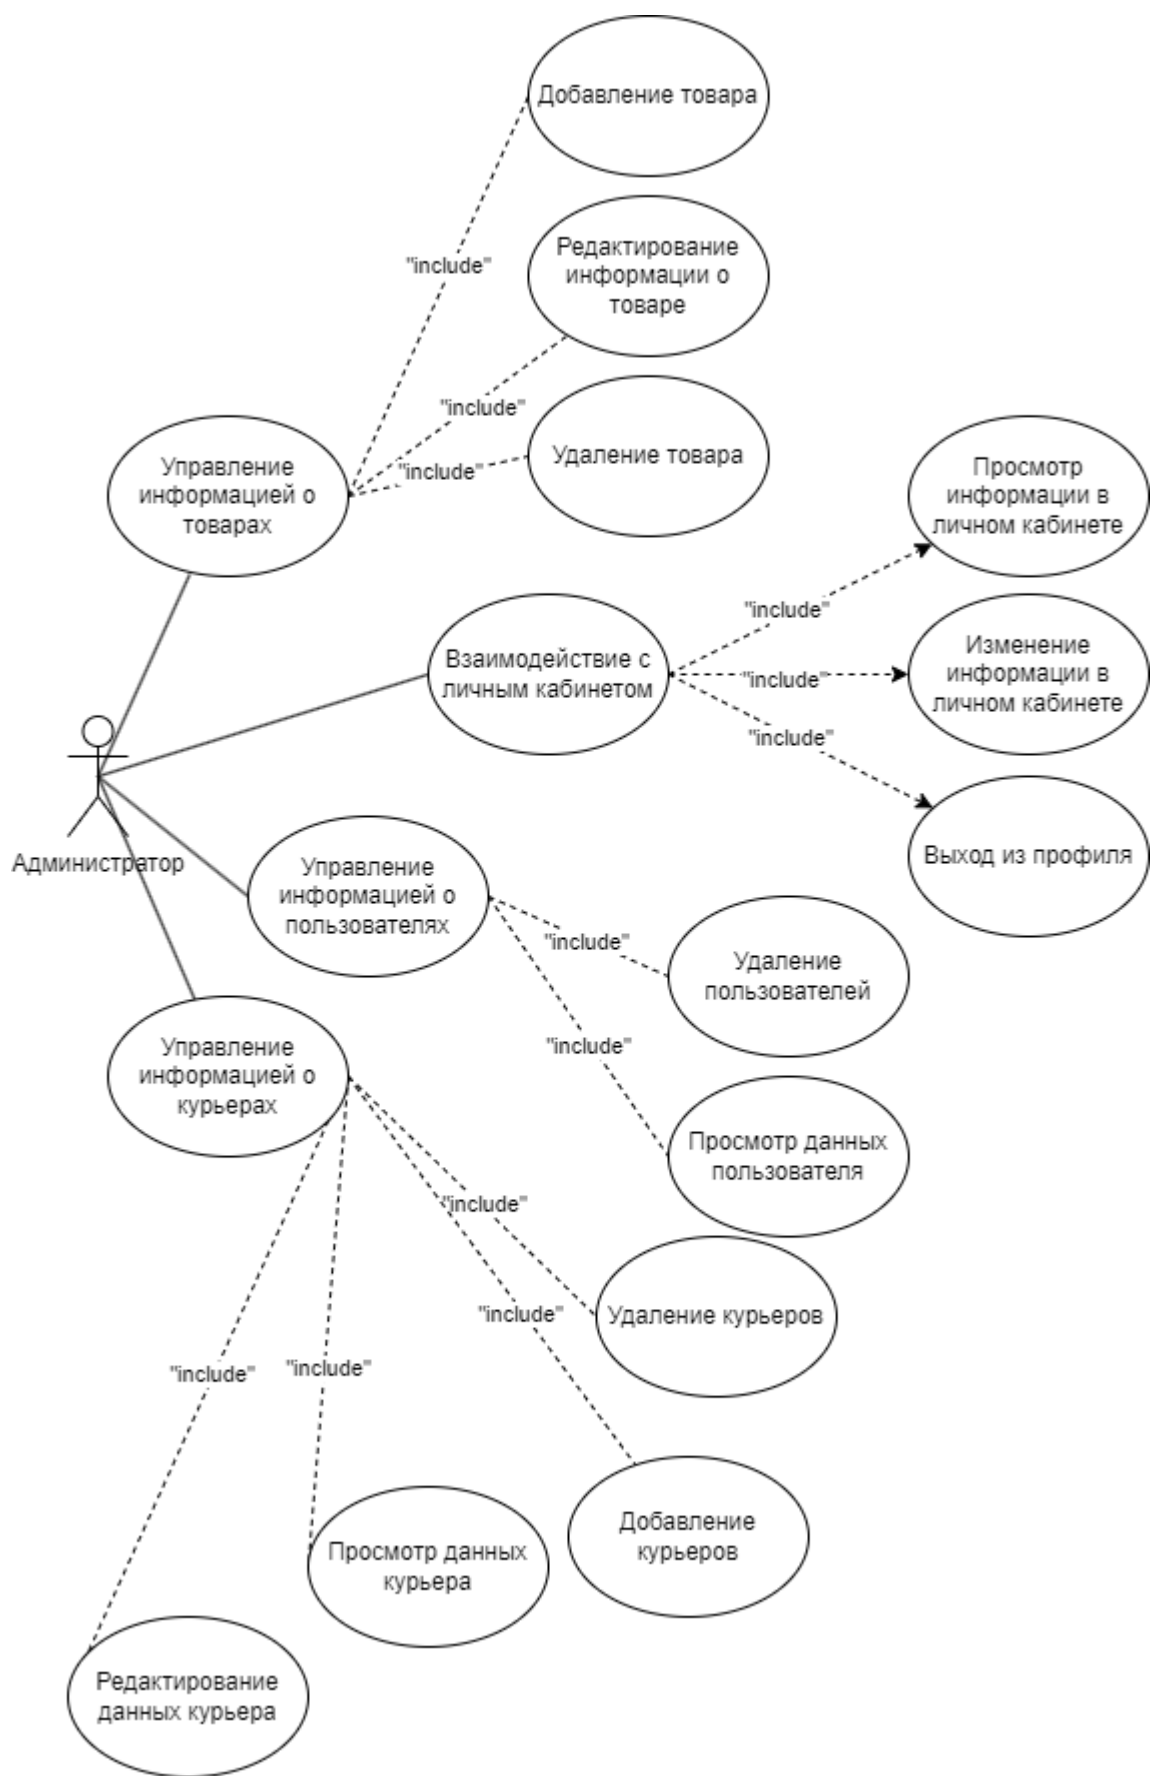 Добавление товара
Редактирование
информации о
товаре
"include"
"include"
Удаление товара
"include"
Управление
информацией о
товарах
Просмотр
информации в
личном кабинете
"include"
Взаимодействие с
личным кабинетом
"include"
Изменение
информации в
личном кабинете
"include"
Выход из профиля
Администратор
Управление
информацией о
пользователях
"include"
Удаление
пользователей
"include"
Управление
информацией о
курьерах
Просмотр данных
пользователя
"include"
Удаление курьеров
"include"
"include"
"include"
Добавление
курьеров
Просмотр данных
курьера
Редактирование
данных курьера